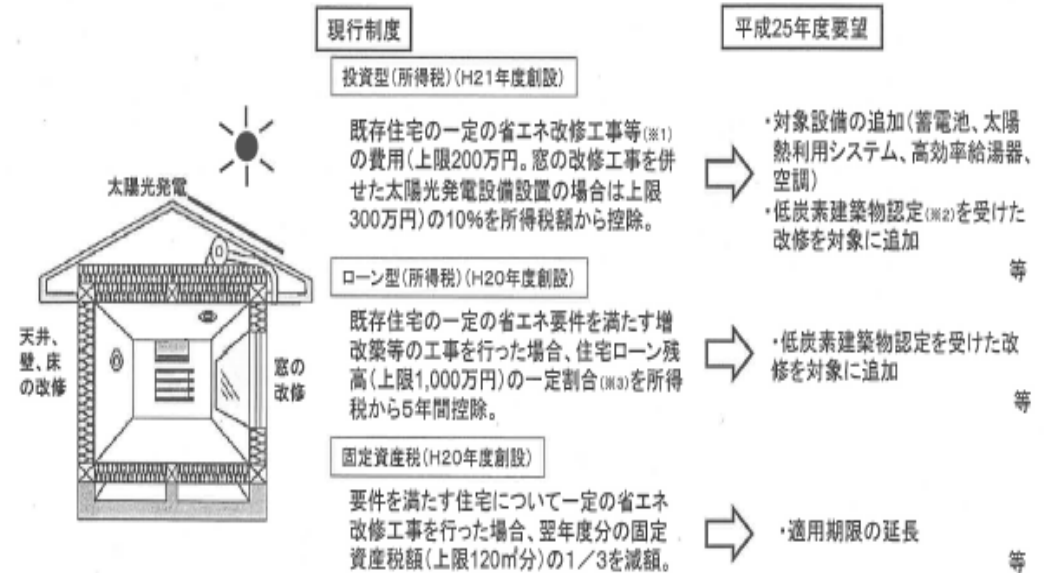 現行制度
平成25年度要望
投資型(所得税)(H21年度創設)
既存住宅の一定の省エネ改修工事等(※1)
の費用(上限200万円。窓の改修工事を併
せた太陽光発電設備設置の場合は上限
300万円)の10%を所得税額から控除。
・対象設備の追加(蓄電池、太陽
熱利用システム、高効率給湯器、
空調)
・低炭素建築物認定(※2)を受けた
改修を対象に追加
等
太陽光発電
天井、
壁、床
の改修
窓の
改修
ローン型(所得税)(H20年度創設)
既存住宅の一定の省エネ要件を満たす増
改築等の工事を行った場合、住宅ローン残
高(上限1,000万円)の一定割合(※3)を所得
税から5年間控除。
・低炭素建築物認定を受けた改
修を対象に追加
等
固定資産税(H20年度創設)
要件を満たす住宅について一定の省エネ
改修工事を行った場合、翌年度分の固定
資産税額(上限120㎡分)の1/3を減額。
・適用期限の延長
等